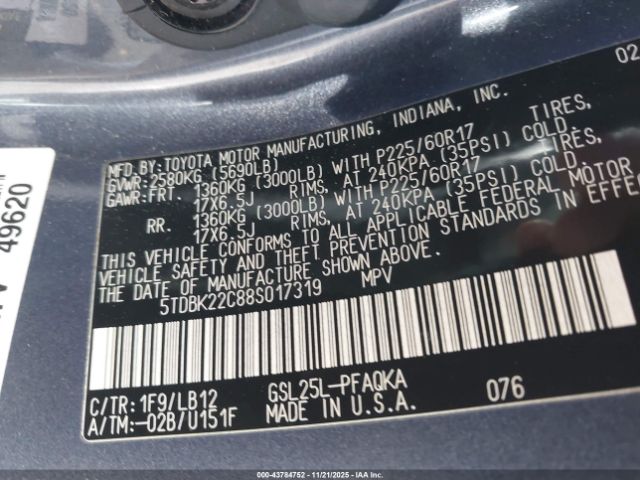 02
MFD.BY:TOYOTA MOTOR MANUFACTURING, INDIANA, INC.
GVWR:2580KG (5690LB)
GAWR:FRT. 1360KG (3000LB) WITH P225/60R17 TIRES,
17X6.5J RIMS, AT 240KPA (35PSI) COLD.
RR. 1360KG (3000LB) WITH P225/60R17 TIRES,
17X6.5J RIMS, AT 240KPA (35PSI) COLD.
THIS VEHICLE CONFORMS TO ALL APPLICABLE FEDERAL MOTOR
VEHICLE SAFETY AND THEFT PREVENTION STANDARDS IN EFFE
THE DATE OF MANUFACTURE SHOWN ABOVE.
5TDBK22C88S017319 MPV
C/TR:1F9/LB12 GSL25L-PFAQKA 076
A/TM:-02B/U151F MADE IN U.S.A.
49620
IAA 43784752 | 11/21/2025 - Copyright IAA, LLC